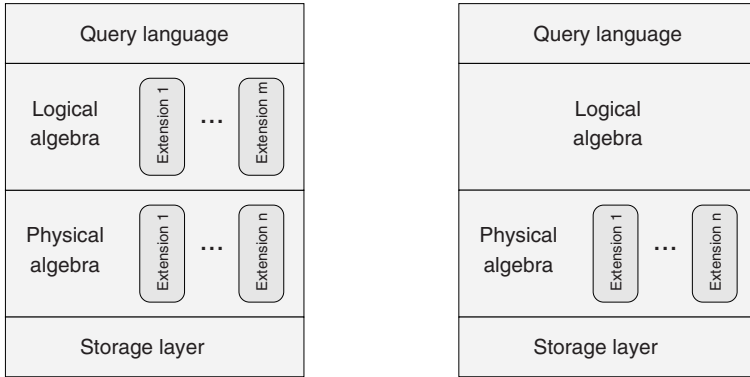 Query language
Logical
algebra
Extension 1
...
Extension m
Physical
algebra
Extension 1
...
Extension n
Storage layer
Query language
Logical
algebra
Physical
algebra
Extension 1
...
Extension n
Storage layer